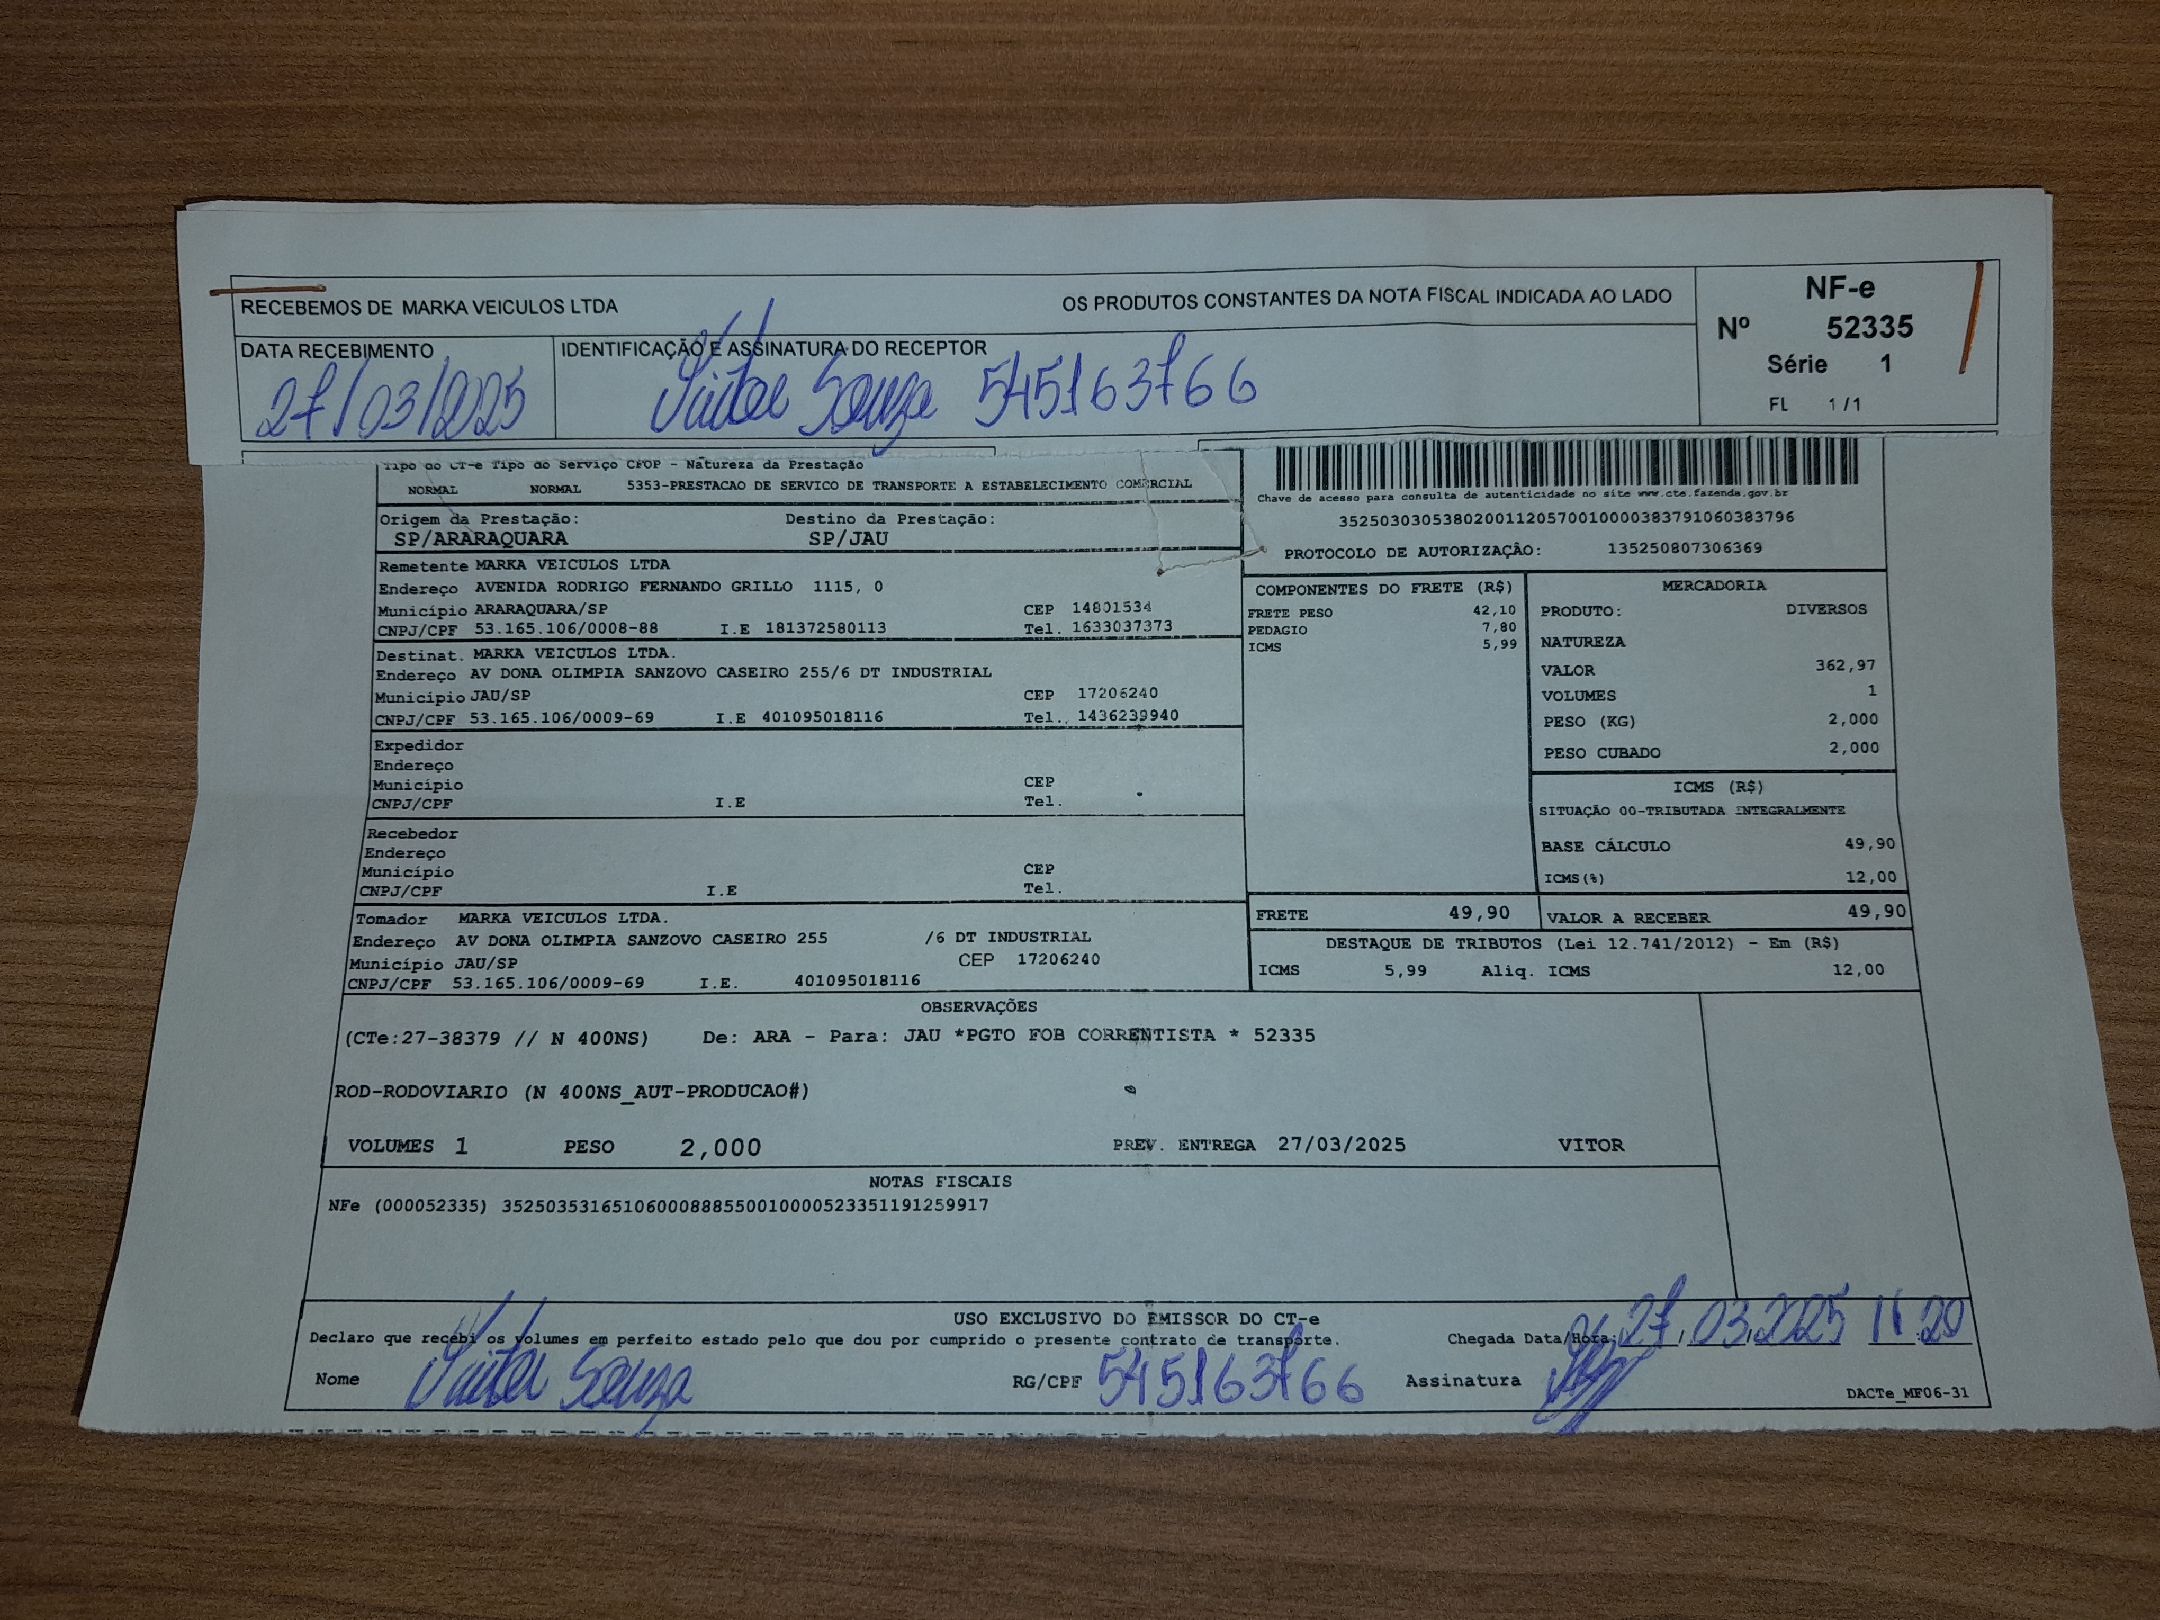 RECEBEMOS DE MARKA VEICULOS LTDA OS PRODUTOS CONSTANTES DA NOTA FISCAL INDICADA AO LADO
NF-e
Nº 52335
Série 1
FL 1 / 1
DATA RECEBIMENTO
27/03/2025
IDENTIFICAÇÃO E ASSINATURA DO RECEPTOR
Souza 545163766
Tipo do CT-e Tipo do Serviço CFOP - Natureza da Prestação
NORMAL NORMAL 5353-PRESTACAO DE SERVICO DE TRANSPORTE A ESTABELECIMENTO COMERCIAL
Chave de acesso para consulta de autenticidade no site www.cte.fazenda.gov.br
35250303053802001120570010000383791060383796
PROTOCOLO DE AUTORIZAÇÃO: 135250807306369
Origem da Prestação: Destino da Prestação:
SP/ARARAQUARA SP/JAU
Remetente MARKA VEICULOS LTDA
Endereço AVENIDA RODRIGO FERNANDO GRILLO 1115, 0
Município ARARAQUARA/SP CEP 14801534
CNPJ/CPF 53.165.106/0008-88 I.E 181372580113 Tel. 1633037373
Destinat. MARKA VEICULOS LTDA.
Endereço AV DONA OLIMPIA SANZOVO CASEIRO 255/6 DT INDUSTRIAL
Município JAU/SP CEP 17206240
CNPJ/CPF 53.165.106/0009-69 I.E 401095018116 Tel.. 1436239940
Expedidor
Endereço
Município CEP
CNPJ/CPF I.E Tel.
Recebedor
Endereço
Município CEP
CNPJ/CPF I.E Tel.
Tomador MARKA VEICULOS LTDA.
Endereço AV DONA OLIMPIA SANZOVO CASEIRO 255 /6 DT INDUSTRIAL
Município JAU/SP CEP 17206240
CNPJ/CPF 53.165.106/0009-69 I.E. 401095018116
COMPONENTES DO FRETE (R$)
FRETE PESO 42,10
PEDAGIO 7,80
ICMS 5,99
MERCADORIA
PRODUTO: DIVERSOS
NATUREZA
VALOR 362,97
VOLUMES 1
PESO (KG) 2,000
PESO CUBADO 2,000
ICMS (R$)
SITUAÇÃO 00-TRIBUTADA INTEGRALMENTE
BASE CÁLCULO 49,90
ICMS(%) 12,00
FRETE 49,90 VALOR A RECEBER 49,90
DESTAQUE DE TRIBUTOS (Lei 12.741/2012) - Em (R$)
ICMS 5,99 Aliq. ICMS 12,00
OBSERVAÇÕES
(CTe:27-38379 // N 400NS) De: ARA - Para: JAU *PGTO FOB CORRENTISTA * 52335
ROD-RODOVIARIO (N 400NS_AUT-PRODUCAO#)
VOLUMES 1 PESO 2,000 PREV. ENTREGA 27/03/2025 VITOR
NOTAS FISCAIS
NFe (000052335) 35250353165106000888550010000523351191259917
USO EXCLUSIVO DO EMISSOR DO CT-e
Declaro que recebi os volumes em perfeito estado pelo que dou por cumprido o presente contrato de transporte. Chegada Data/Hora: 27/03/2025 11:20
Nome Souza RG/CPF 545163766 Assinatura
DACTe_MF06-31